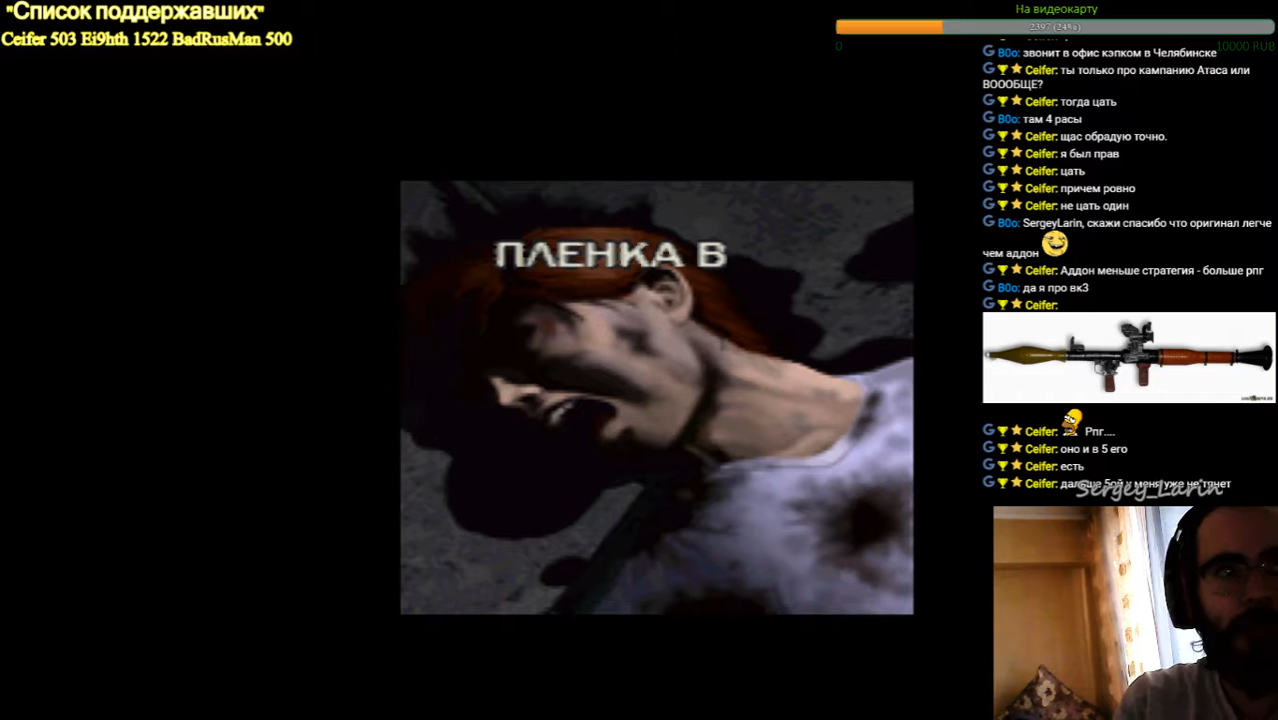 "Список поддержавших"
Ceifer 503 Ei9hth 1522 BadRusMan 500
На видеокарту
2397 (24%)
0
10000 RUB
B0o: звонит в офис кэпком в Челябинске
Ceifer: ты только про кампанию Атаса или
ВОООБЩЕ?
Ceifer: тогда цать
B0o: там 4 расы
Ceifer: щас обрадую точно.
Ceifer: я был прав
Ceifer: цать
Ceifer: причем ровно
Ceifer: не цать один
B0o: SergeyLarin, скажи спасибо что оригинал легче
чем аддон
Ceifer: Аддон меньше стратегия - больше рпг
B0o: да я про вк3
Ceifer:
Ceifer: Рпг....
Ceifer: оно и в 5 его
Ceifer: есть
Ceifer: дальше 5ой у меня уже не тянет
Sergey_Larin
ПЛЕНКА B